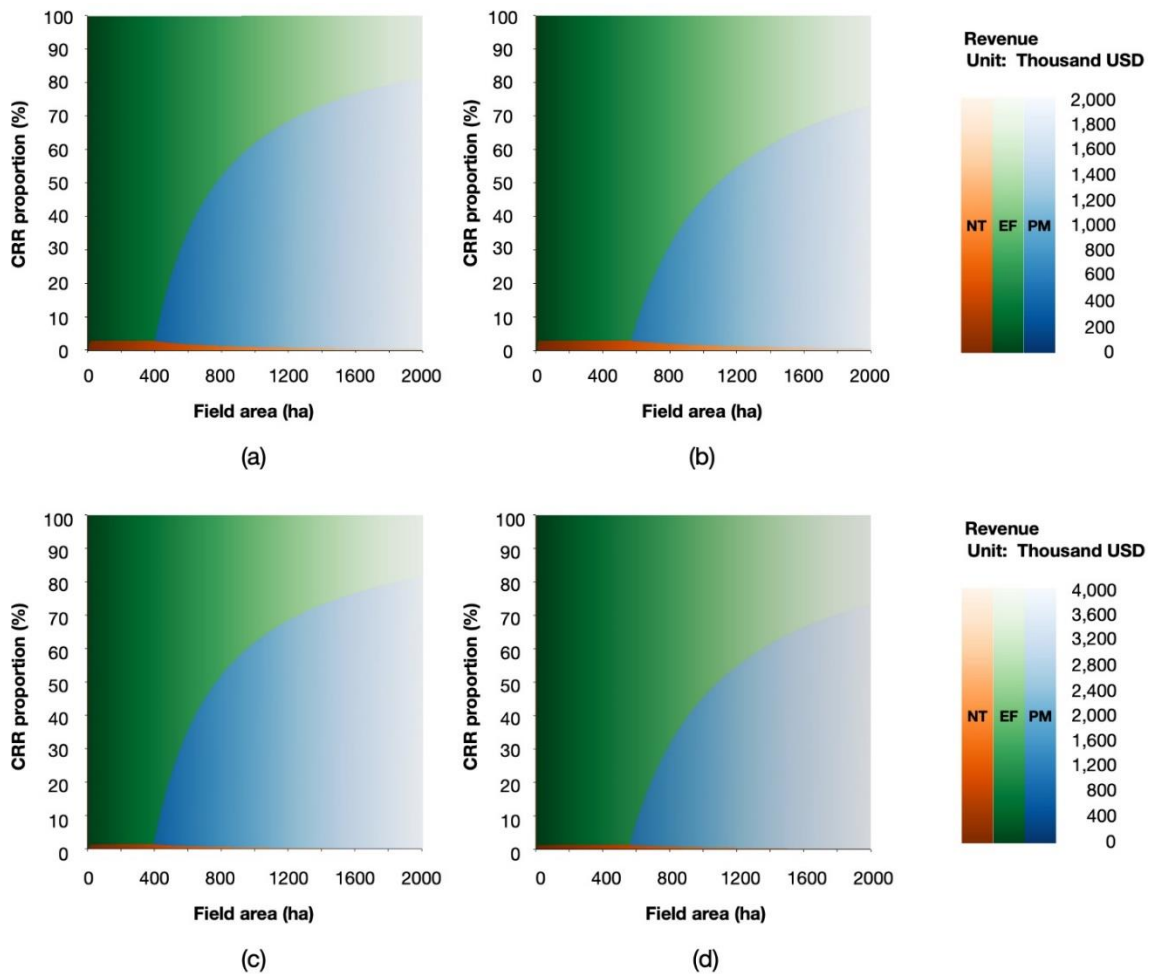 100
90
80
70
60
50
40
30
20
10
0
CRR proportion (%)
0 400 800 1200 1600 2000
Field area (ha)
(a)
100
90
80
70
60
50
40
30
20
10
0
CRR proportion (%)
0 400 800 1200 1600 2000
Field area (ha)
(b)
Revenue
Unit: Thousand USD
2,000
1,800
1,600
1,400
1,200
NT EF PM 1,000
800
600
400
200
0
100
90
80
70
60
50
40
30
20
10
0
CRR proportion (%)
0 400 800 1200 1600 2000
Field area (ha)
(c)
100
90
80
70
60
50
40
30
20
10
0
CRR proportion (%)
0 400 800 1200 1600 2000
Field area (ha)
(d)
Revenue
Unit: Thousand USD
4,000
3,600
3,200
2,800
2,400
NT EF PM 2,000
1,600
1,200
800
400
0